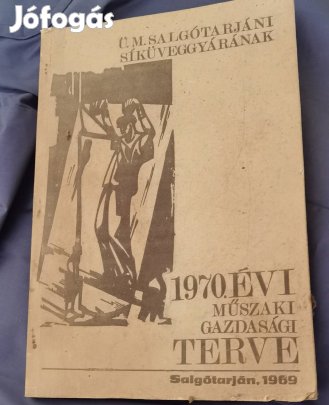 Jófogás
Ü. M. SALGÓTARJÁNI
SÍKÜVEGGYÁRÁNAK
1970. ÉVI
MŰSZAKI
GAZDASÁGI
TERVE
Salgótarján, 1969